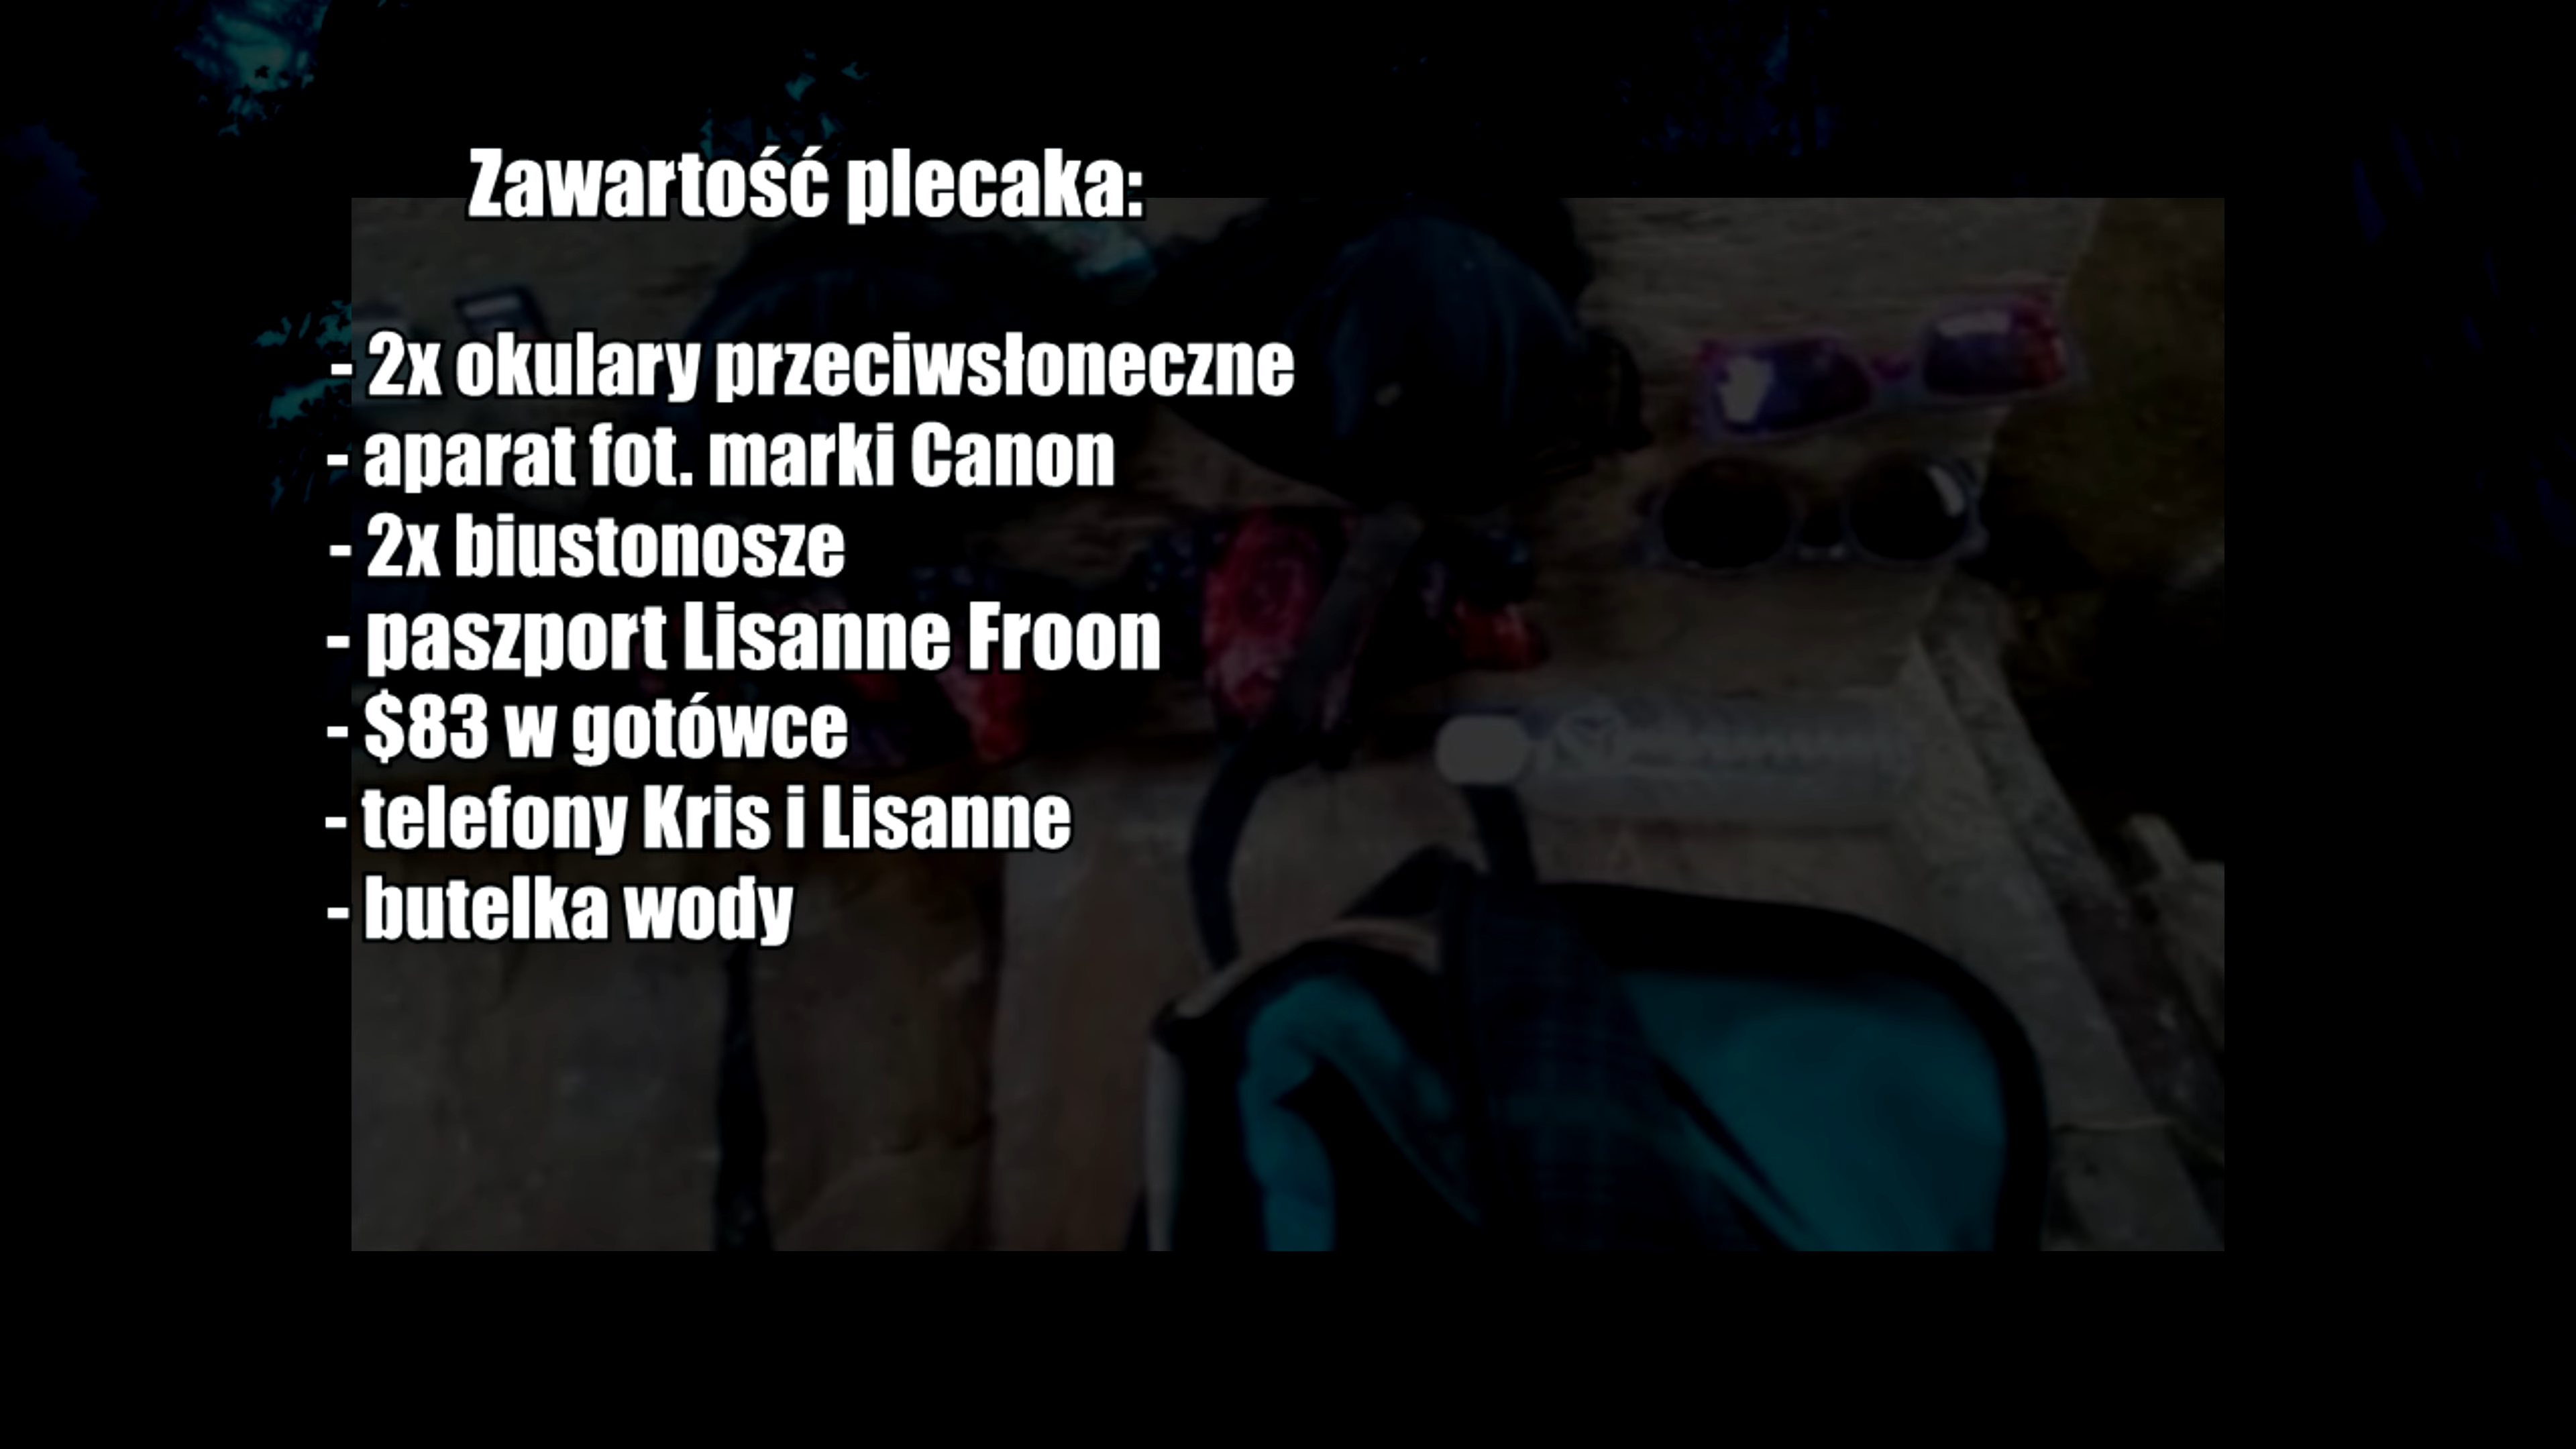 Zawartość plecaka:
- 2x okulary przeciwsłoneczne
- aparat fot. marki Canon
- 2x biustonosze
- paszport Lisanne Froon
- $83 w gotówce
- telefony Kris i Lisanne
- butelka wody